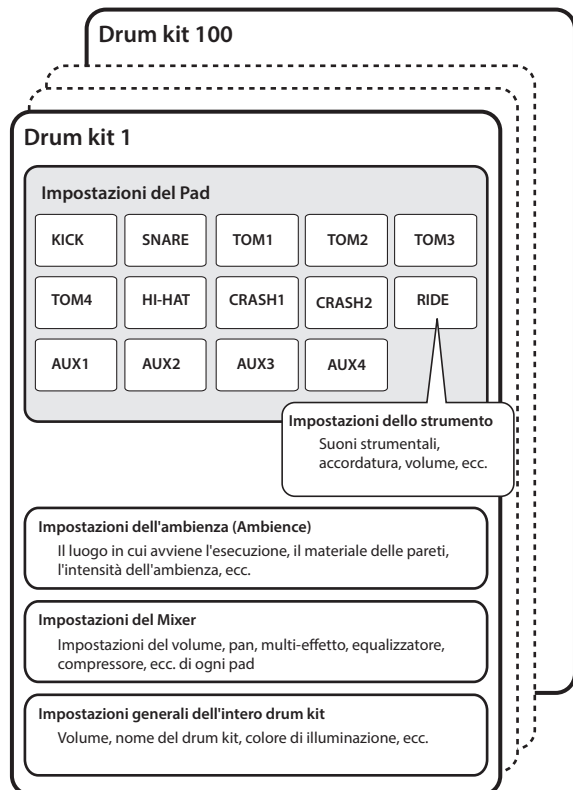 Drum kit 100
Drum kit 1
Impostazioni del Pad
KICK
SNARE
TOM1
TOM2
TOM3
TOM4
HI-HAT
CRASH1
CRASH2
RIDE
AUX1
AUX2
AUX3
AUX4
Impostazioni dello strumento
Suoni strumentali,
accordatura, volume, ecc.
Impostazioni dell'ambienza (Ambience)
Il luogo in cui avviene l'esecuzione, il materiale delle pareti,
l'intensità dell'ambienza, ecc.
Impostazioni del Mixer
Impostazioni del volume, pan, multi-effetto, equalizzatore,
compressore, ecc. di ogni pad
Impostazioni generali dell'intero drum kit
Volume, nome del drum kit, colore di illuminazione, ecc.